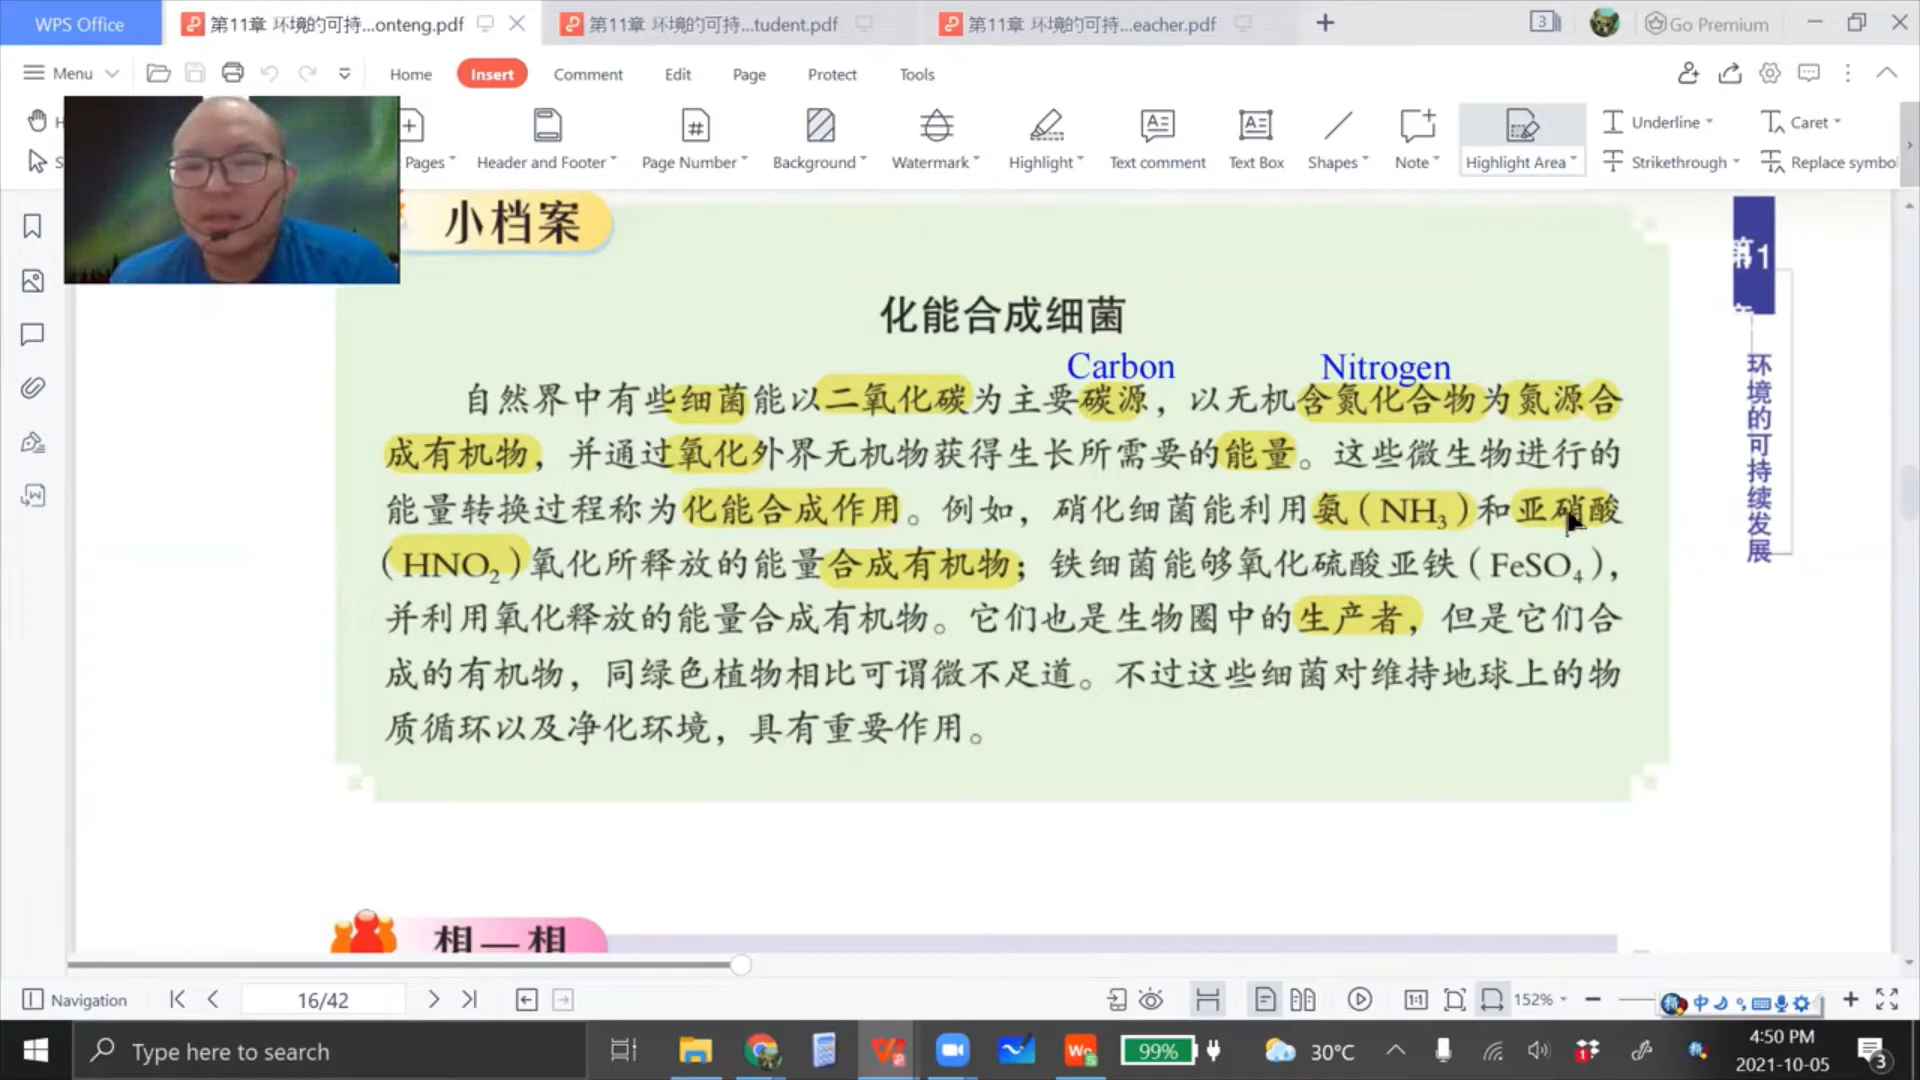 WPS Office
第11章 环境的可持...onteng.pdf
第11章 环境的可持...tudent.pdf
第11章 环境的可持...eacher.pdf
3
Go Premium
Menu
Home
Insert
Comment
Edit
Page
Protect
Tools
Pages
Header and Footer
Page Number
Background
Watermark
Highlight
Text comment
Text Box
Shapes
Note
Highlight Area
Underline
Strikethrough
Caret
Replace symbo
小档案
化能合成细菌
Carbon
Nitrogen
自然界中有些细菌能以二氧化碳为主要碳源，以无机含氮化合物为氮源合
成有机物，并通过氧化外界无机物获得生长所需要的能量。这些微生物进行的
能量转换过程称为化能合成作用。例如，硝化细菌能利用氨（NH₃）和亚硝酸
（HNO₂）氧化所释放的能量合成有机物；铁细菌能够氧化硫酸亚铁（FeSO₄），
并利用氧化释放的能量合成有机物。它们也是生物圈中的生产者，但是它们合
成的有机物，同绿色植物相比可谓微不足道。不过这些细菌对维持地球上的物
质循环以及净化环境，具有重要作用。
环境的可持续发展
Navigation
16/42
1:1
152%
中
Type here to search
99%
30°C
4:50 PM
2021-10-05
3